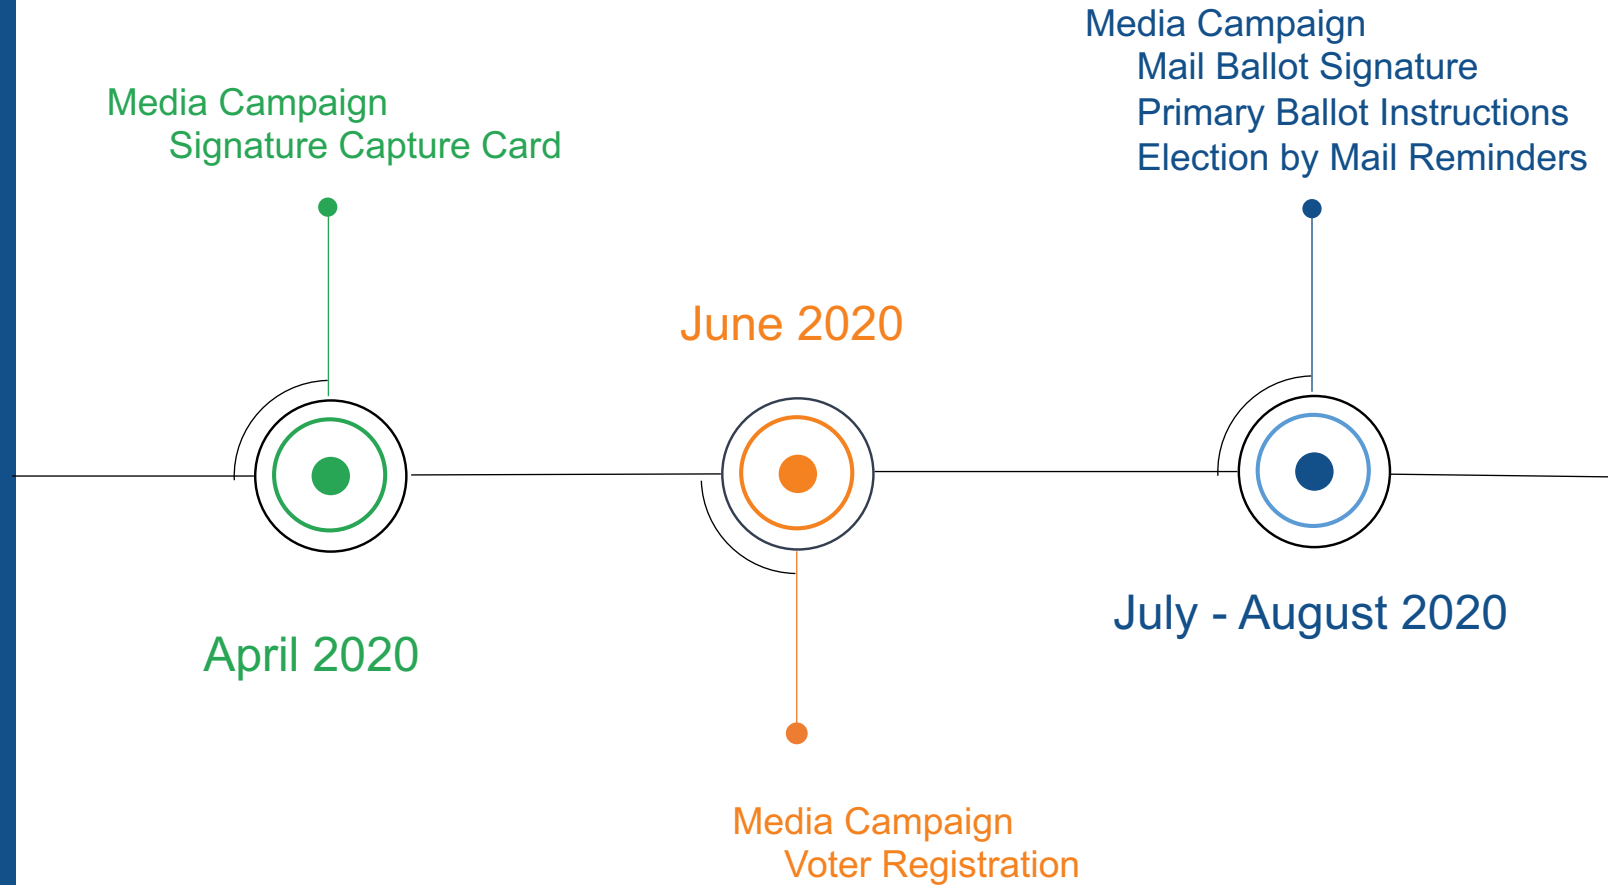 Media Campaign
Signature Capture Card
April 2020
June 2020
Media Campaign
Voter Registration
Media Campaign
Mail Ballot Signature
Primary Ballot Instructions
Election by Mail Reminders
July - August 2020